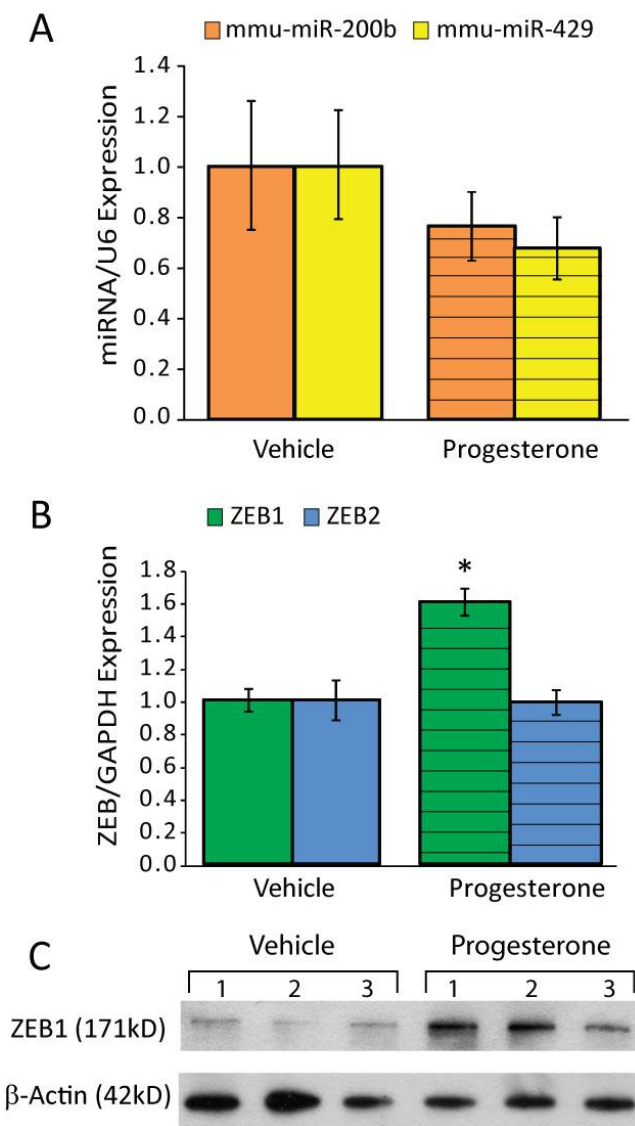 A
mmu-miR-200b mmu-miR-429
miRNA/U6 Expression
1.4
1.2
1.0
0.8
0.6
0.4
0.2
0.0
Vehicle Progesterone
B
ZEB1 ZEB2
ZEB/GAPDH Expression
1.8
1.6
1.4
1.2
1.0
0.8
0.6
0.4
0.2
0.0
*
Vehicle Progesterone
C
Vehicle Progesterone
1 2 3 1 2 3
ZEB1 (171kD)
β-Actin (42kD)